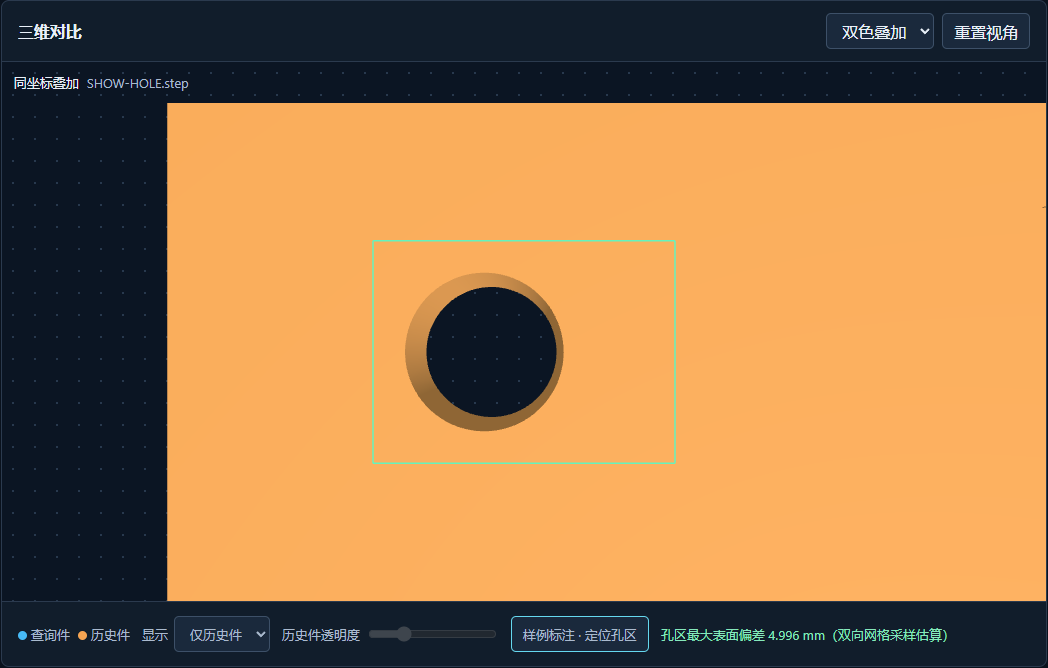 三维对比
双色叠加 重置视角
同坐标叠加 SHOW-HOLE.step
查询件 历史件 显示 仅历史件 历史件透明度 样例标注 · 定位孔区 孔区最大表面偏差 4.996 mm（双向网格采样估算）